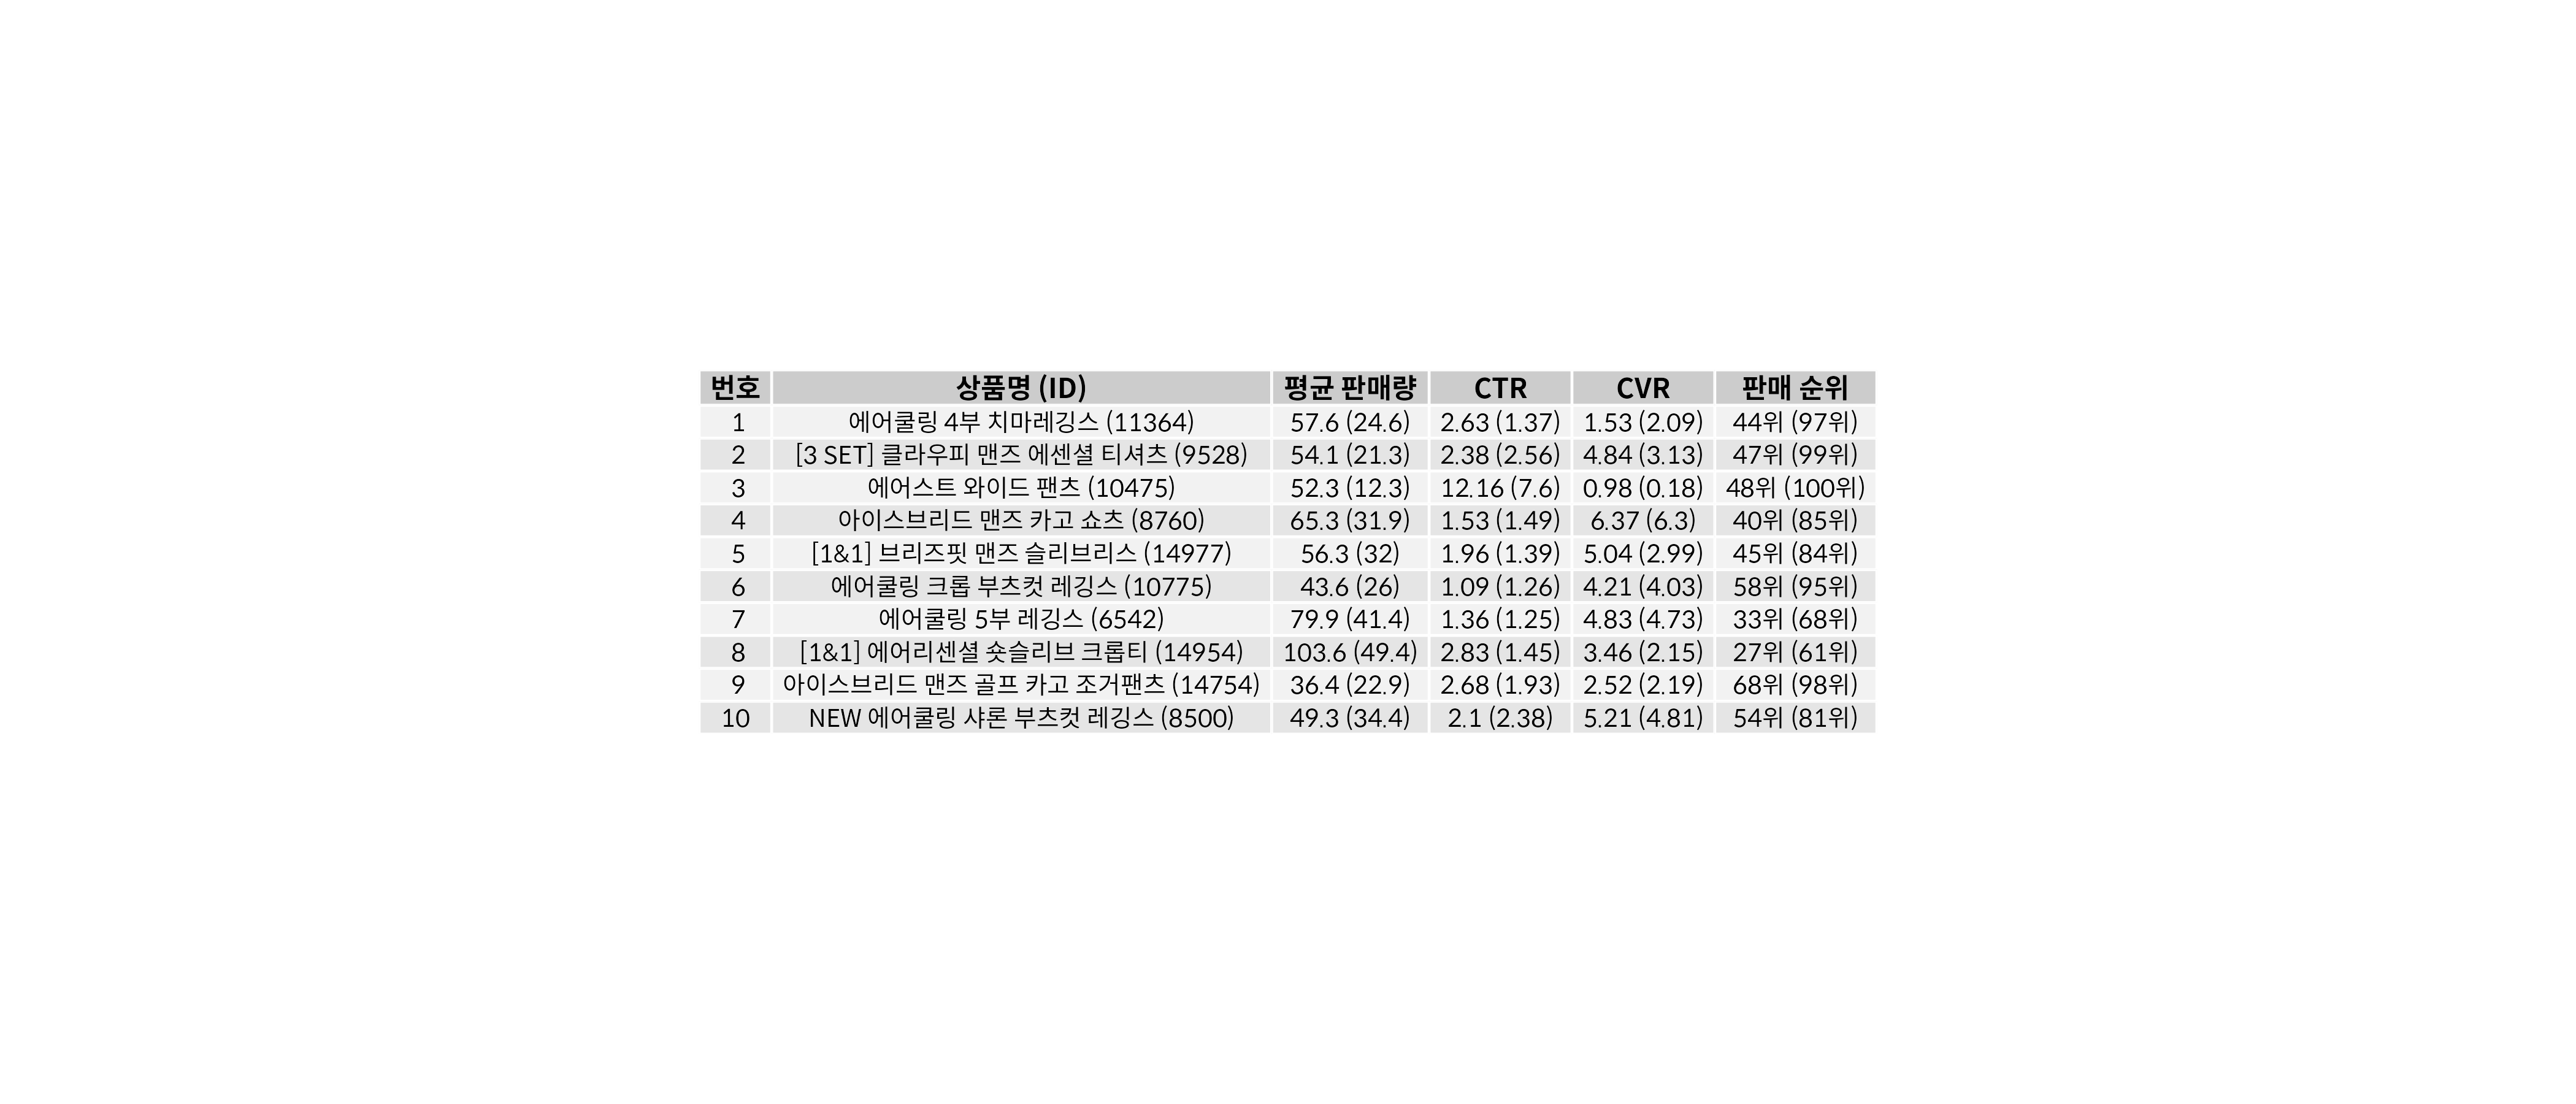 번호 상품명 (ID) 평균 판매량 CTR CVR 판매 순위
1 에어쿨링 4부 치마레깅스 (11364) 57.6 (24.6) 2.63 (1.37) 1.53 (2.09) 44위 (97위)
2 [3 SET] 클라우피 맨즈 에센셜 티셔츠 (9528) 54.1 (21.3) 2.38 (2.56) 4.84 (3.13) 47위 (99위)
3 에어스트 와이드 팬츠 (10475) 52.3 (12.3) 12.16 (7.6) 0.98 (0.18) 48위 (100위)
4 아이스브리드 맨즈 카고 쇼츠 (8760) 65.3 (31.9) 1.53 (1.49) 6.37 (6.3) 40위 (85위)
5 [1&1] 브리즈핏 맨즈 슬리브리스 (14977) 56.3 (32) 1.96 (1.39) 5.04 (2.99) 45위 (84위)
6 에어쿨링 크롭 부츠컷 레깅스 (10775) 43.6 (26) 1.09 (1.26) 4.21 (4.03) 58위 (95위)
7 에어쿨링 5부 레깅스 (6542) 79.9 (41.4) 1.36 (1.25) 4.83 (4.73) 33위 (68위)
8 [1&1] 에어리센셜 숏슬리브 크롭티 (14954) 103.6 (49.4) 2.83 (1.45) 3.46 (2.15) 27위 (61위)
9 아이스브리드 맨즈 골프 카고 조거팬츠 (14754) 36.4 (22.9) 2.68 (1.93) 2.52 (2.19) 68위 (98위)
10 NEW 에어쿨링 샤론 부츠컷 레깅스 (8500) 49.3 (34.4) 2.1 (2.38) 5.21 (4.81) 54위 (81위)